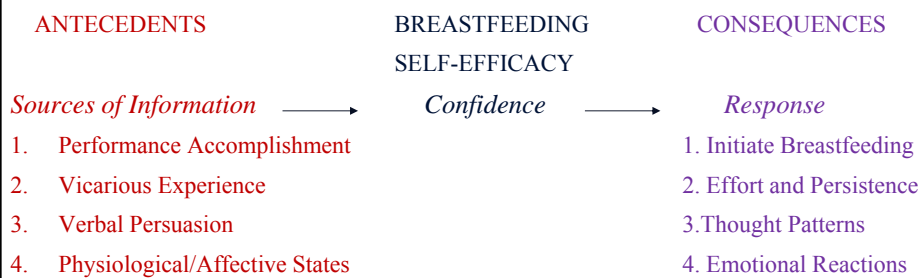 ANTECEDENTS BREASTFEEDING CONSEQUENCES
SELF-EFFICACY
Sources of Information Confidence Response
1. Performance Accomplishment 1. Initiate Breastfeeding
2. Vicarious Experience 2. Effort and Persistence
3. Verbal Persuasion 3.Thought Patterns
4. Physiological/Affective States 4. Emotional Reactions